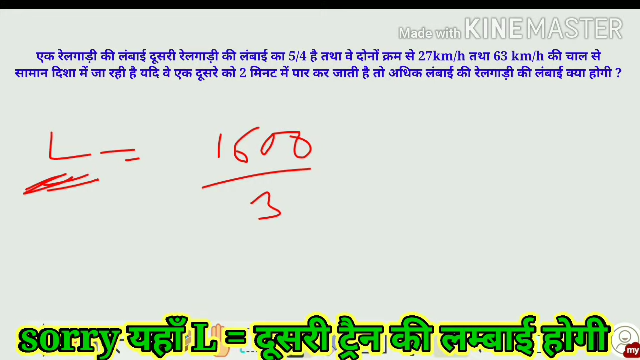 Made with KINEMASTER
एक रेलगाड़ी की लंबाई दूसरी रेलगाड़ी की लंबाई का 5/4 है तथा वे दोनों क्रम से 27km/h तथा 63 km/h की चाल से
सामान दिशा में जा रही है यदि वे एक दूसरे को 2 मिनट में पार कर जाती है तो अधिक लंबाई की रेलगाड़ी की लंबाई क्या होगी ?
L = 1600
3
sorry यहाँ L = दूसरी ट्रैन की लम्बाई होगी
my